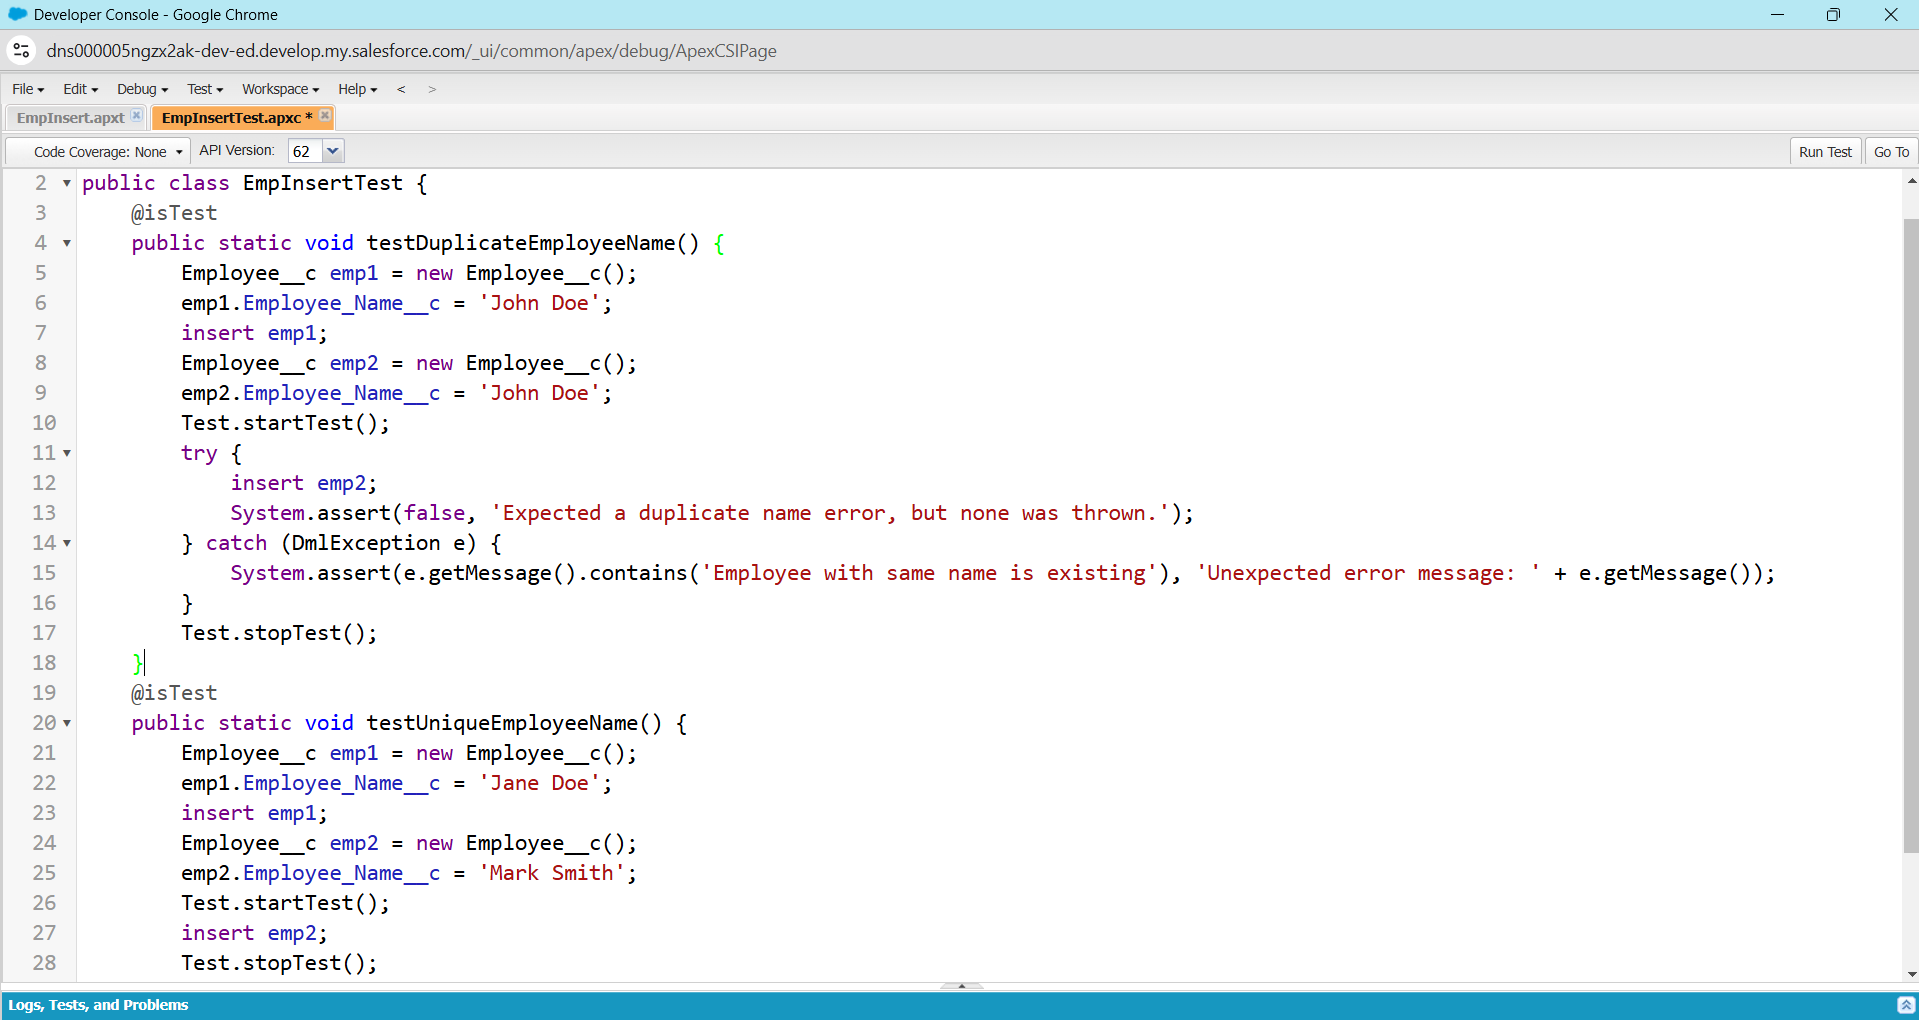 Developer Console - Google Chrome
dns000005ngzx2ak-dev-ed.develop.my.salesforce.com/_ui/common/apex/debug/ApexCSIPage
File Edit Debug Test Workspace Help < >
EmpInsert.apxt EmpInsertTest.apxc *
Code Coverage: None API Version: 62 Run Test Go To
2 public class EmpInsertTest {
3 @isTest
4 public static void testDuplicateEmployeeName() {
5 Employee__c emp1 = new Employee__c();
6 emp1.Employee_Name__c = 'John Doe';
7 insert emp1;
8 Employee__c emp2 = new Employee__c();
9 emp2.Employee_Name__c = 'John Doe';
10 Test.startTest();
11 try {
12 insert emp2;
13 System.assert(false, 'Expected a duplicate name error, but none was thrown.');
14 } catch (DmlException e) {
15 System.assert(e.getMessage().contains('Employee with same name is existing'), 'Unexpected error message: ' + e.getMessage());
16 }
17 Test.stopTest();
18 }
19 @isTest
20 public static void testUniqueEmployeeName() {
21 Employee__c emp1 = new Employee__c();
22 emp1.Employee_Name__c = 'Jane Doe';
23 insert emp1;
24 Employee__c emp2 = new Employee__c();
25 emp2.Employee_Name__c = 'Mark Smith';
26 Test.startTest();
27 insert emp2;
28 Test.stopTest();
Logs, Tests, and Problems